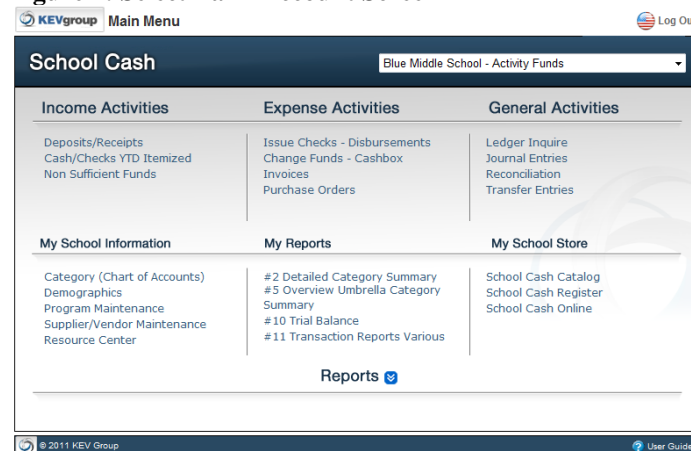 KEVgroup Main Menu Log Ou
School Cash Blue Middle School - Activity Funds
Income Activities Expense Activities General Activities
Deposits/Receipts Issue Checks - Disbursements Ledger Inquire
Cash/Checks YTD Itemized Change Funds - Cashbox Journal Entries
Non Sufficient Funds Invoices Reconciliation
Purchase Orders Transfer Entries
My School Information My Reports My School Store
Category (Chart of Accounts) #2 Detailed Category Summary School Cash Catalog
Demographics #5 Overview Umbrella Category School Cash Register
Program Maintenance Summary School Cash Online
Supplier/Vendor Maintenance #10 Trial Balance
Resource Center #11 Transaction Reports Various
Reports
© 2011 KEV Group User Guide